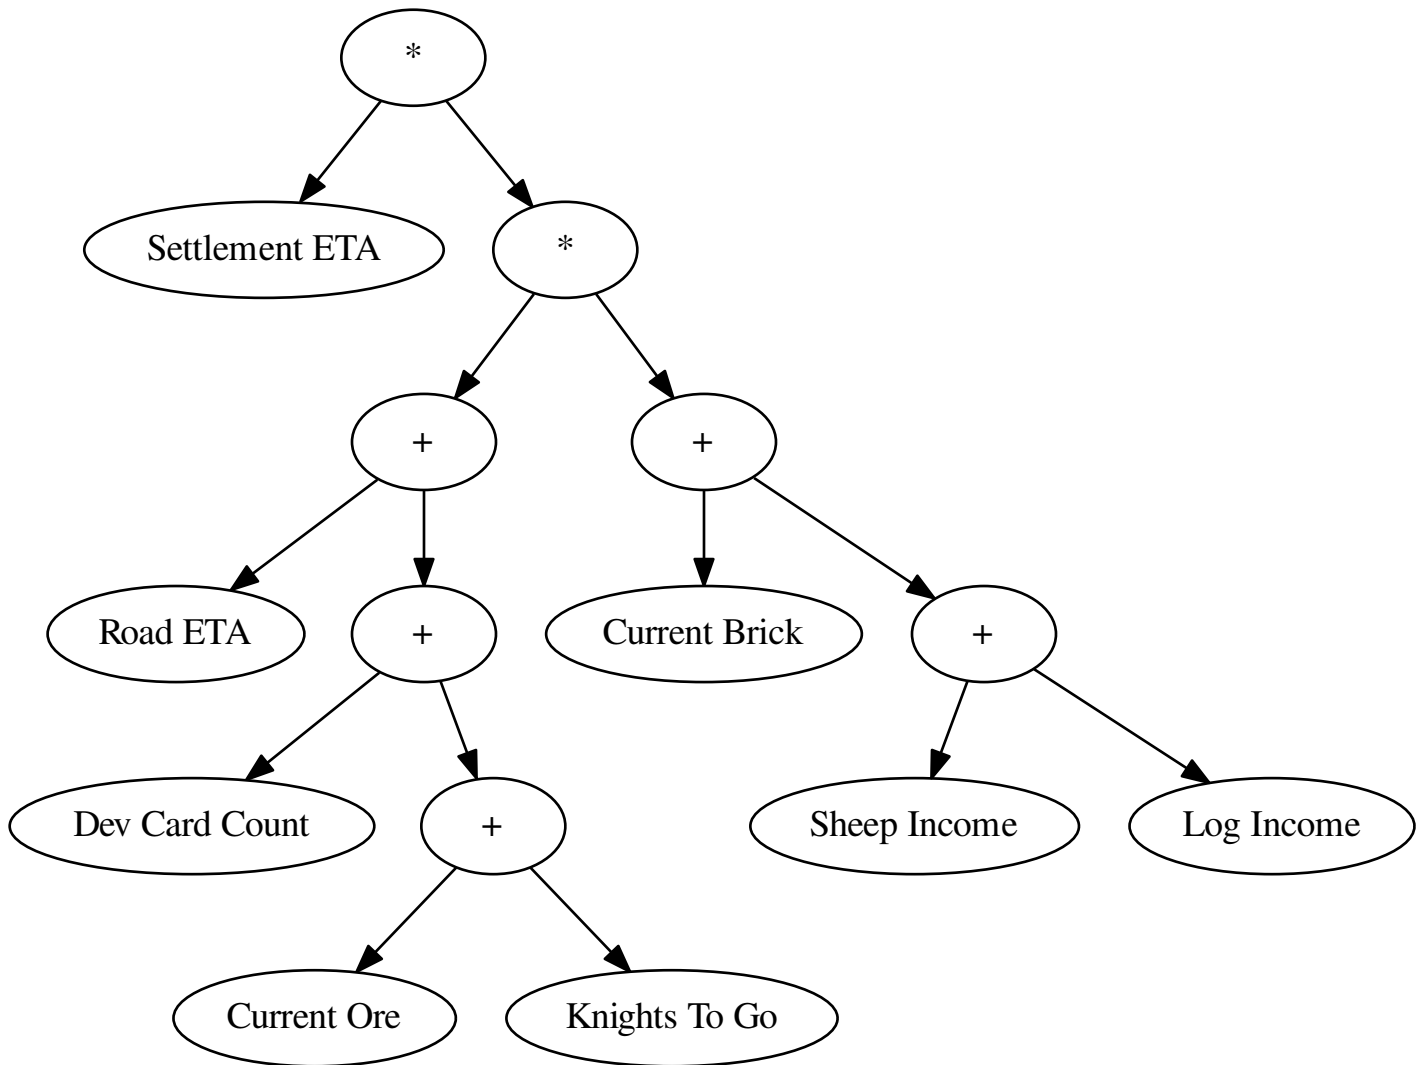 *
Settlement ETA
*
+
+
Road ETA
+
Current Brick
+
Dev Card Count
+
Sheep Income
Log Income
Current Ore
Knights To Go